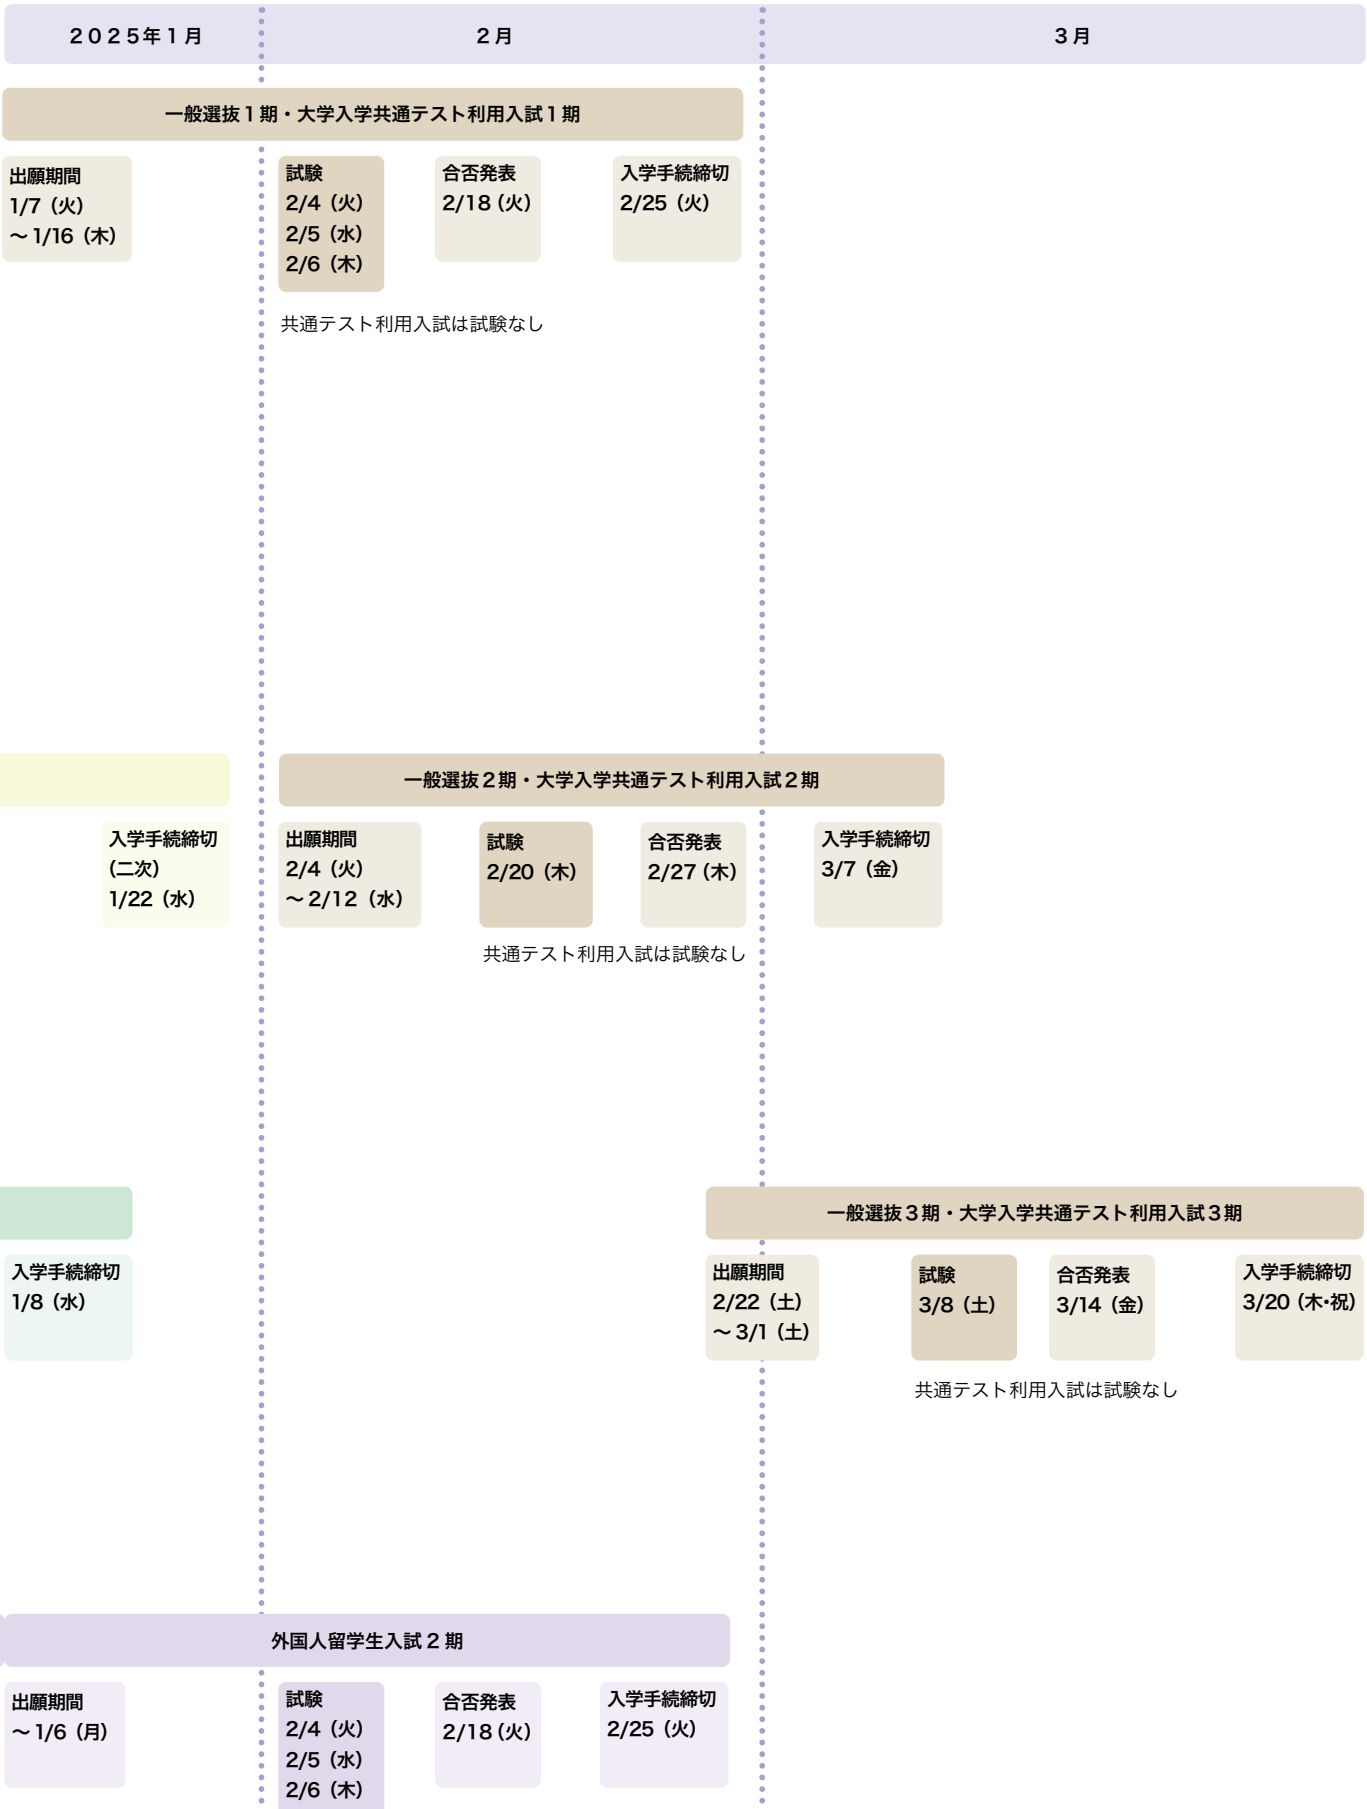 2025年1月
2月
3月
一般選抜1期・大学入学共通テスト利用入試1期
出願期間
1/7（火）
～1/16（木）
試験
2/4（火）
2/5（水）
2/6（木）
合否発表
2/18（火）
入学手続締切
2/25（火）
共通テスト利用入試は試験なし
一般選抜2期・大学入学共通テスト利用入試2期
入学手続締切
(二次)
1/22（水）
出願期間
2/4（火）
～2/12（水）
試験
2/20（木）
合否発表
2/27（木）
入学手続締切
3/7（金）
共通テスト利用入試は試験なし
一般選抜3期・大学入学共通テスト利用入試3期
入学手続締切
1/8（水）
出願期間
2/22（土）
～3/1（土）
試験
3/8（土）
合否発表
3/14（金）
入学手続締切
3/20（木・祝）
共通テスト利用入試は試験なし
外国人留学生入試2期
出願期間
～1/6（月）
試験
2/4（火）
2/5（水）
2/6（木）
合否発表
2/18（火）
入学手続締切
2/25（火）